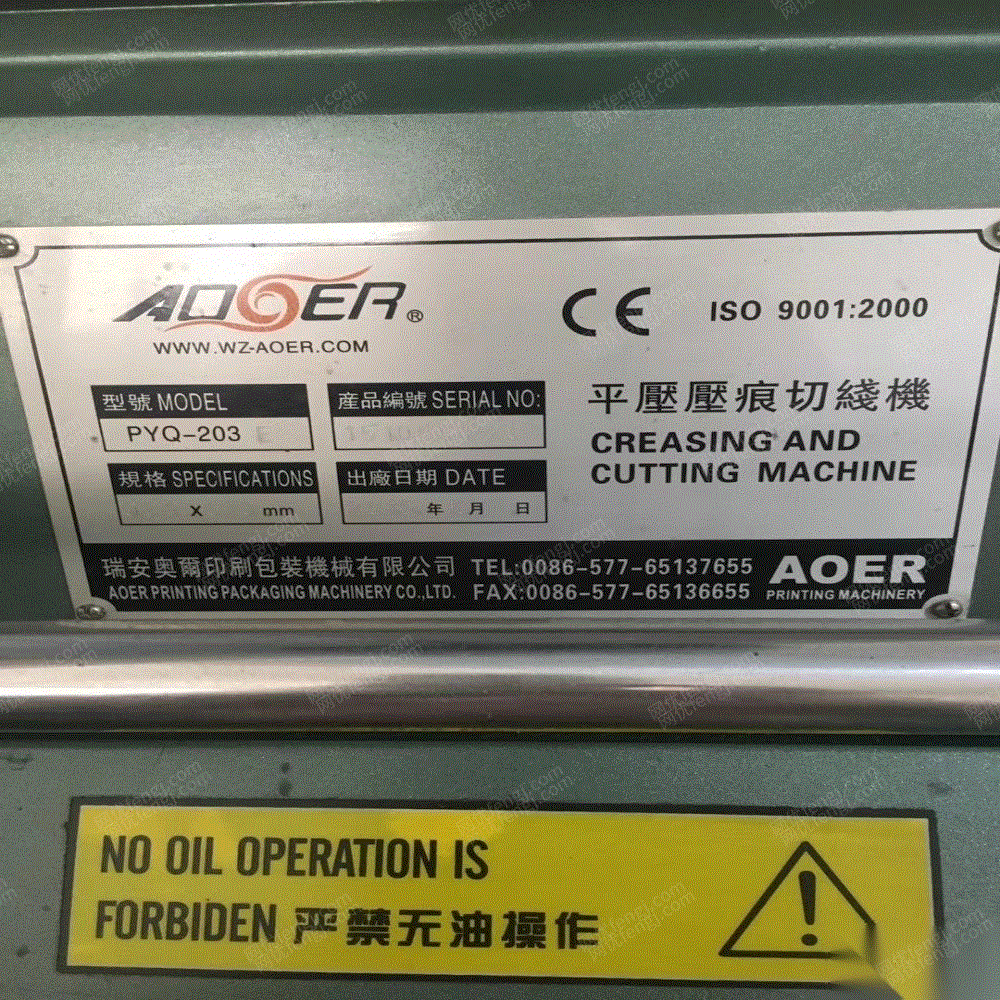 AOER®
WWW.WZ-AOER.COM
CE ISO 9001:2000
型號 MODEL
PYQ-203 E
産品編號 SERIAL NO:
規格 SPECIFICATIONS
X mm
出廠日期 DATE
年 月 日
平壓壓痕切綫機
CREASING AND
CUTTING MACHINE
瑞安奥爾印刷包裝機械有限公司
AOER PRINTING PACKAGING MACHINERY CO.,LTD.
TEL:0086-577-65137655
FAX:0086-577-65136655
AOER
PRINTING MACHINERY
NO OIL OPERATION IS
FORBIDEN 严禁无油操作